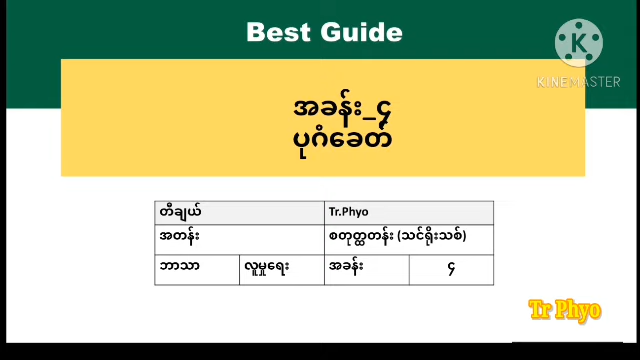 Best Guide
KINEMASTER
အခန်း_၄
ပုဂံခေတ်
တီချယ် Tr.Phyo
အတန်း စတုတ္ထတန်း (သင်ရိုးသစ်)
ဘာသာ လူမှုရေး အခန်း ၄
Tr Phyo